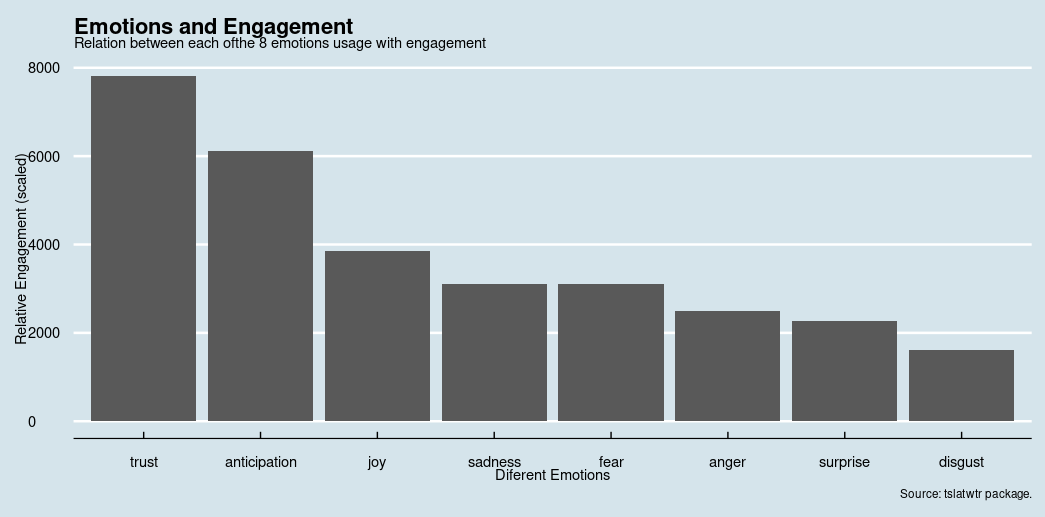 Emotions and Engagement
Relation between each ofthe 8 emotions usage with engagement
Relative Engagement (scaled)
8000
6000
4000
2000
0
trust anticipation joy sadness fear anger surprise disgust
Diferent Emotions
Source: tslatwtr package.